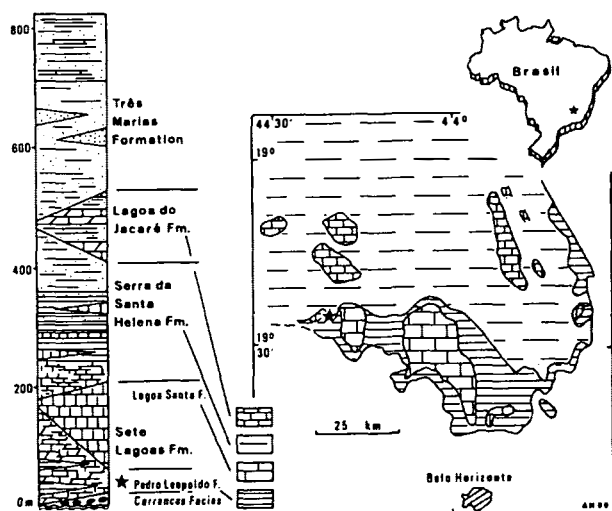 800
600
400
200
0m
Três
Marias
Formation
Lagoa do
Jacaré Fm.
Serra da
Santa
Helena Fm.
Lagoa Santa F.
Sete
Lagoas Fm.
Pedro Leopoldo F.
Carrancas Facies
Brasil
44 30'
44°
19°
19°
30'
25 km
Belo Horizonte